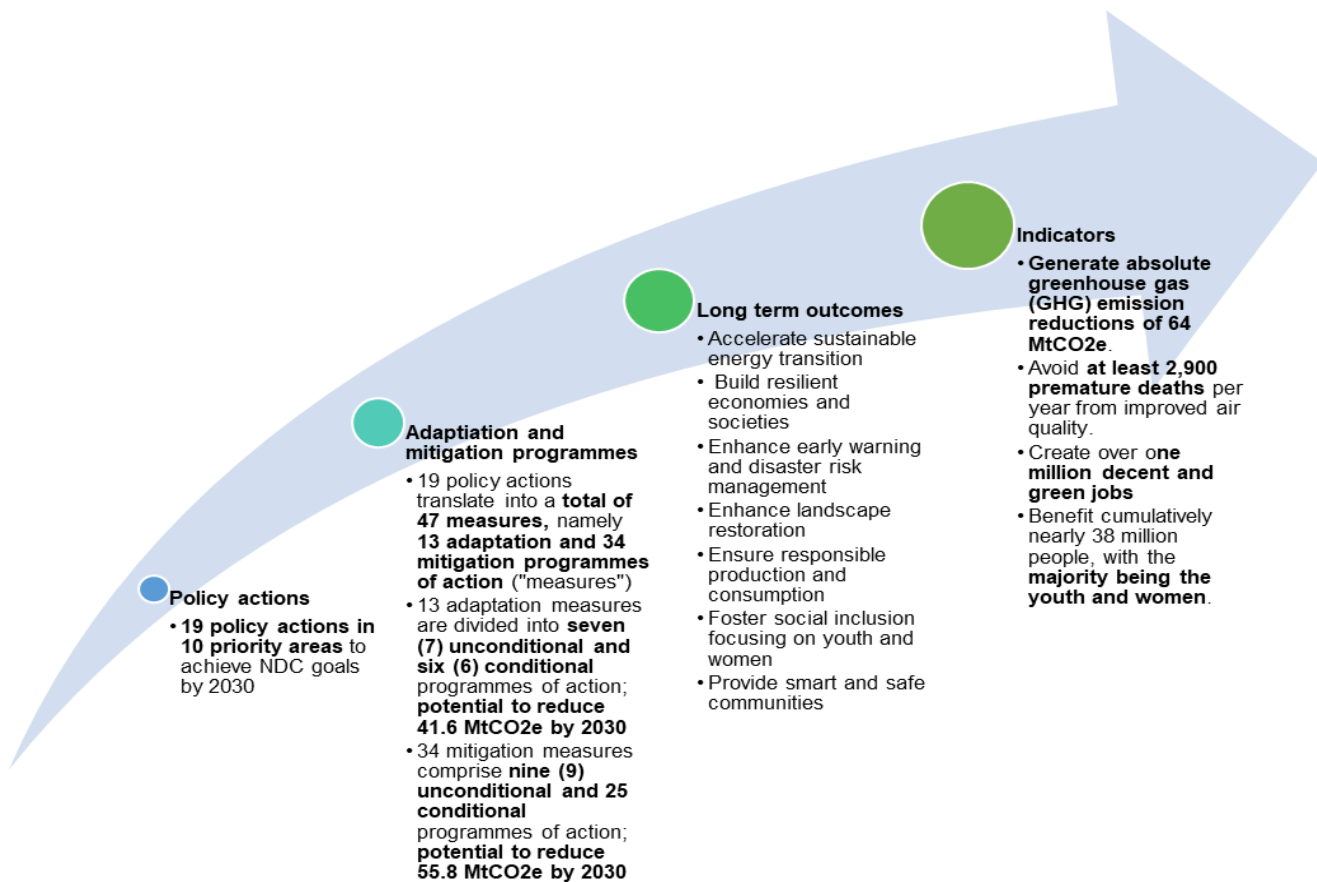 Policy actions
• 19 policy actions in
10 priority areas to
achieve NDC goals
by 2030
Adaptiation and
mitigation programmes
• 19 policy actions
translate into a total of
47 measures, namely
13 adaptation and 34
mitigation programmes
of action ("measures")
• 13 adaptation measures
are divided into seven
(7) unconditional and
six (6) conditional
programmes of action;
potential to reduce
41.6 MtCO2e by 2030
• 34 mitigation measures
comprise nine (9)
unconditional and 25
conditional
programmes of action;
potential to reduce
55.8 MtCO2e by 2030
Long term outcomes
• Accelerate sustainable
energy transition
• Build resilient
economies and
societies
• Enhance early warning
and disaster risk
management
• Enhance landscape
restoration
• Ensure responsible
production and
consumption
• Foster social inclusion
focusing on youth and
women
• Provide smart and safe
communities
Indicators
• Generate absolute
greenhouse gas
(GHG) emission
reductions of 64
MtCO2e.
• Avoid at least 2,900
premature deaths per
year from improved air
quality.
• Create over one
million decent and
green jobs
• Benefit cumulatively
nearly 38 million
people, with the
majority being the
youth and women.